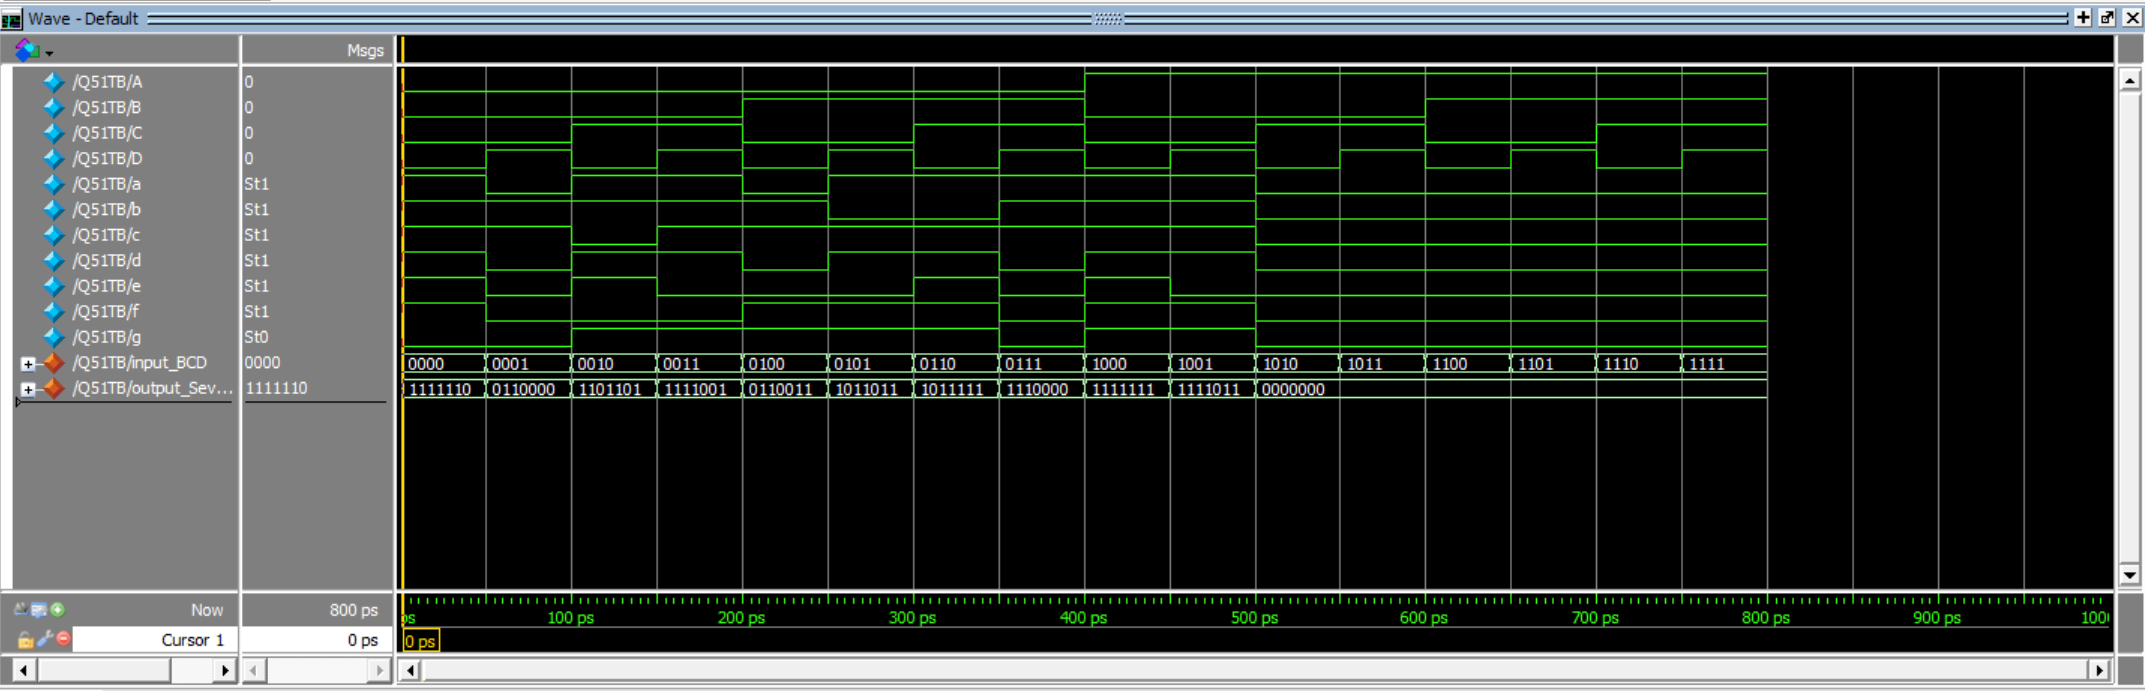 Wave - Default
Msgs
/Q51TB/A 0
/Q51TB/B 0
/Q51TB/C 0
/Q51TB/D 0
/Q51TB/a St1
/Q51TB/b St1
/Q51TB/c St1
/Q51TB/d St1
/Q51TB/e St1
/Q51TB/f St1
/Q51TB/g St0
/Q51TB/input_BCD 0000 0000 0001 0010 0011 0100 0101 0110 0111 1000 1001 1010 1011 1100 1101 1110 1111
/Q51TB/output_Sev... 1111110 1111110 0110000 1101101 1111001 0110011 1011011 1011111 1110000 1111111 1111011 0000000
Now 800 ps ps 100 ps 200 ps 300 ps 400 ps 500 ps 600 ps 700 ps 800 ps 900 ps 100
Cursor 1 0 ps 0 ps